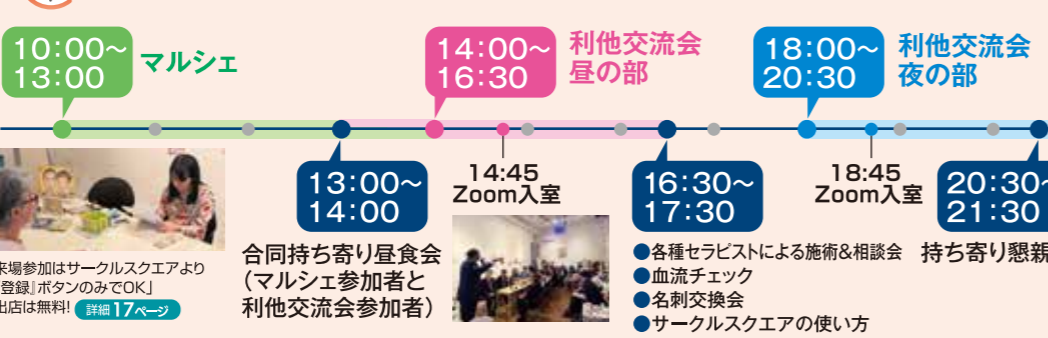 10:00～
13:00
マルシェ
14:00～
16:30
利他交流会
昼の部
18:00～
20:30
利他交流会
夜の部
13:00～
14:00
合同持ち寄り昼食会
（マルシェ参加者と
利他交流会参加者）
14:45
Zoom入室
16:30～
17:30
●各種セラピストによる施術&相談会
●血流チェック
●名刺交換会
●サークルスクエアの使い方
18:45
Zoom入室
20:30～
21:30
持ち寄り懇親
来場参加はサークルスクエアより
登録』ボタンのみでOK」
出店は無料! 詳細17ページ